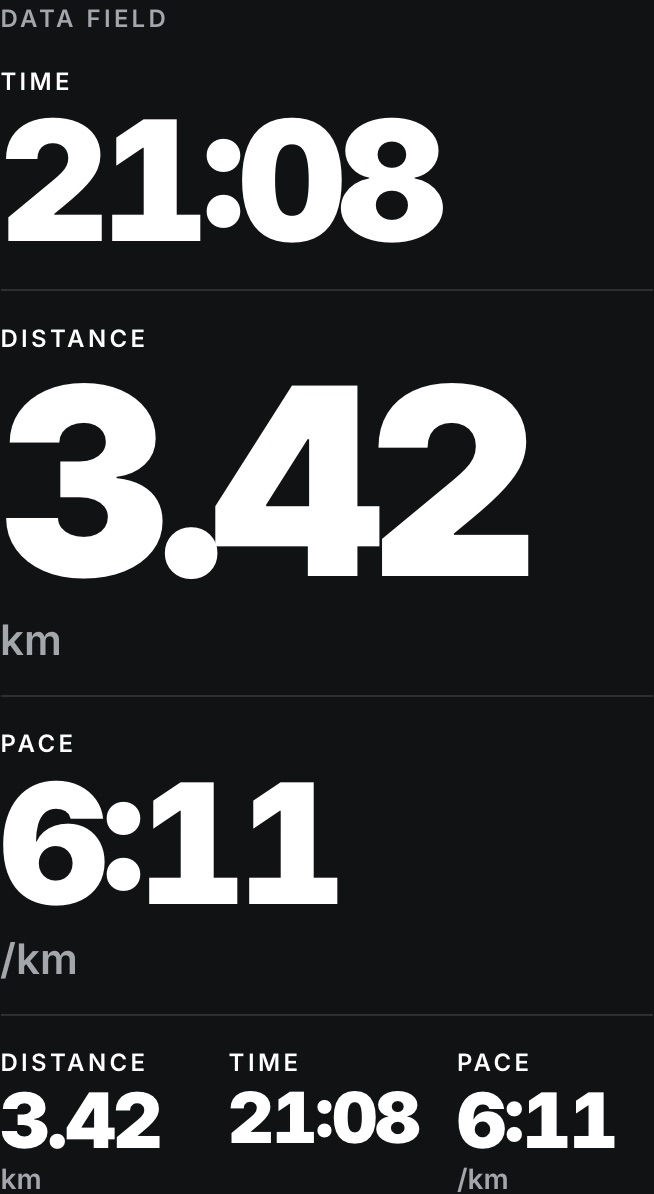 DATA FIELD
TIME
21:08
DISTANCE
3.42
km
PACE
6:11
/km
DISTANCE TIME PACE
3.42 21:08 6:11
km /km